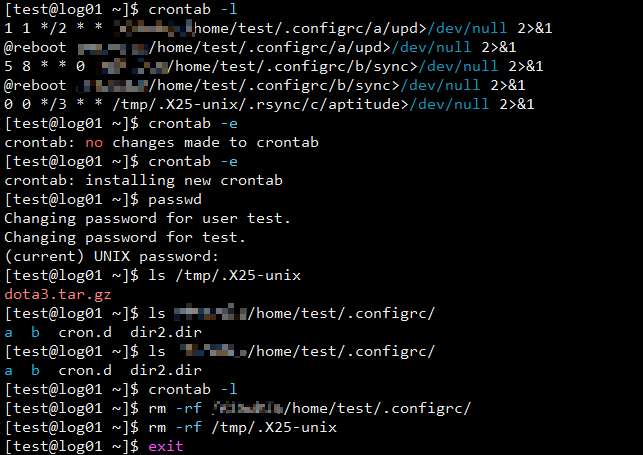 [test@log01 ~]$ crontab -l
1 1 */2 * * home/test/.configrc/a/upd>/dev/null 2>&1
@reboot /home/test/.configrc/a/upd>/dev/null 2>&1
5 8 * * 0 /home/test/.configrc/b/sync>/dev/null 2>&1
@reboot /home/test/.configrc/b/sync>/dev/null 2>&1
0 0 */3 * * /tmp/.X25-unix/.rsync/c/aptitude>/dev/null 2>&1
[test@log01 ~]$ crontab -e
crontab: no changes made to crontab
[test@log01 ~]$ crontab -e
crontab: installing new crontab
[test@log01 ~]$ passwd
Changing password for user test.
Changing password for test.
(current) UNIX password:
[test@log01 ~]$ ls /tmp/.X25-unix
dota3.tar.gz
[test@log01 ~]$ ls /home/test/.configrc/
a b cron.d dir2.dir
[test@log01 ~]$ ls /home/test/.configrc/
a b cron.d dir2.dir
[test@log01 ~]$ crontab -l
[test@log01 ~]$ rm -rf /home/test/.configrc/
[test@log01 ~]$ rm -rf /tmp/.X25-unix
[test@log01 ~]$ exit